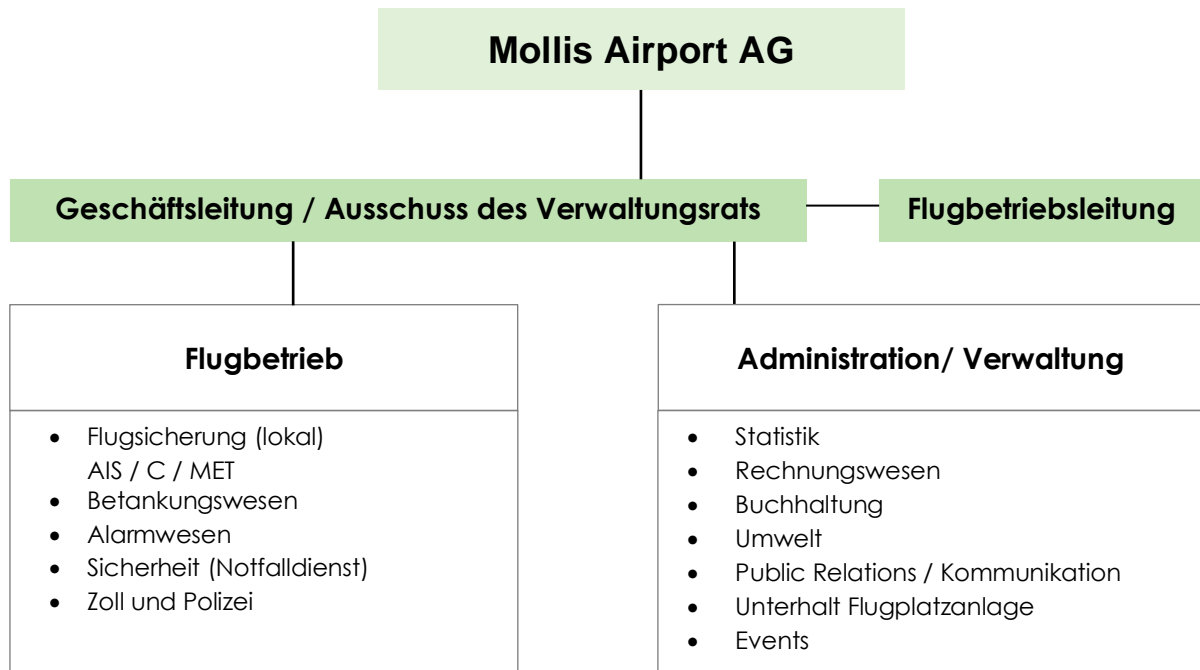 Mollis Airport AG
Geschäftsleitung / Ausschuss des Verwaltungsrats
Flugbetriebsleitung
Flugbetrieb
• Flugsicherung (lokal)
AIS / C / MET
• Betankungswesen
• Alarmwesen
• Sicherheit (Notfalldienst)
• Zoll und Polizei
Administration/ Verwaltung
• Statistik
• Rechnungswesen
• Buchhaltung
• Umwelt
• Public Relations / Kommunikation
• Unterhalt Flugplatzanlage
• Events